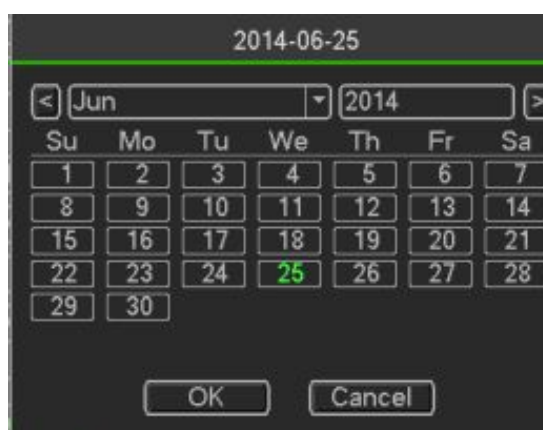 2014-06-25
< Jun 2014 >
Su Mo Tu We Th Fr Sa
1 2 3 4 5 6 7
8 9 10 11 12 13 14
15 16 17 18 19 20 21
22 23 24 25 26 27 28
29 30
OK Cancel